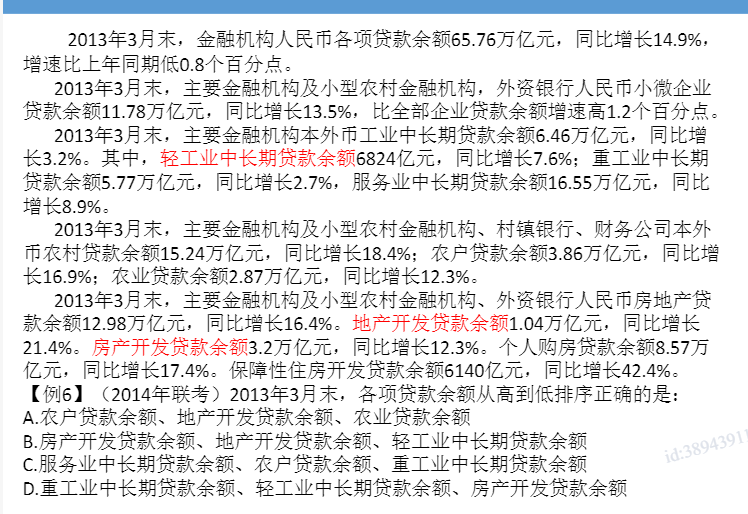 2013年3月末，金融机构人民币各项贷款余额65.76万亿元，同比增长14.9%，
增速比上年同期低0.8个百分点。
2013年3月末，主要金融机构及小型农村金融机构，外资银行人民币小微企业
贷款余额11.78万亿元，同比增长13.5%，比全部企业贷款余额增速高1.2个百分点。
2013年3月末，主要金融机构本外币工业中长期贷款余额6.46万亿元，同比增
长3.2%。其中，轻工业中长期贷款余额6824亿元，同比增长7.6%；重工业中长期
贷款余额5.77万亿元，同比增长2.7%，服务业中长期贷款余额16.55万亿元，同比
增长8.9%。
2013年3月末，主要金融机构及小型农村金融机构、村镇银行、财务公司本外
币农村贷款余额15.24万亿元，同比增长18.4%；农户贷款余额3.86万亿元，同比增
长16.9%；农业贷款余额2.87万亿元，同比增长12.3%。
2013年3月末，主要金融机构及小型农村金融机构、外资银行人民币房地产贷
款余额12.98万亿元，同比增长16.4%。地产开发贷款余额1.04万亿元，同比增长
21.4%。房产开发贷款余额3.2万亿元，同比增长12.3%。个人购房贷款余额8.57万
亿元，同比增长17.4%。保障性住房开发贷款余额6140亿元，同比增长42.4%。
【例6】（2014年联考）2013年3月末，各项贷款余额从高到低排序正确的是：
A.农户贷款余额、地产开发贷款余额、农业贷款余额
B.房产开发贷款余额、地产开发贷款余额、轻工业中长期贷款余额
C.服务业中长期贷款余额、农户贷款余额、重工业中长期贷款余额
D.重工业中长期贷款余额、轻工业中长期贷款余额、房产开发贷款余额